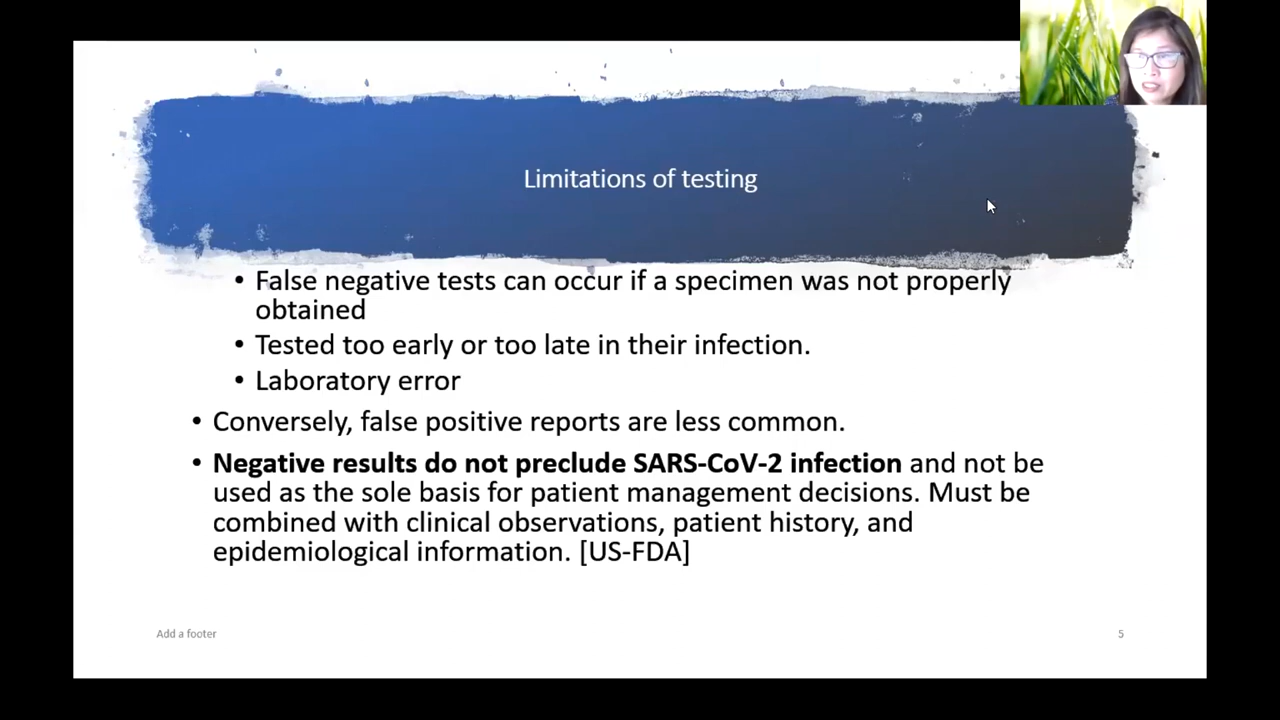 Limitations of testing
• False negative tests can occur if a specimen was not properly
obtained
• Tested too early or too late in their infection.
• Laboratory error
• Conversely, false positive reports are less common.
• Negative results do not preclude SARS-CoV-2 infection and not be
used as the sole basis for patient management decisions. Must be
combined with clinical observations, patient history, and
epidemiological information. [US-FDA]
Add a footer
5